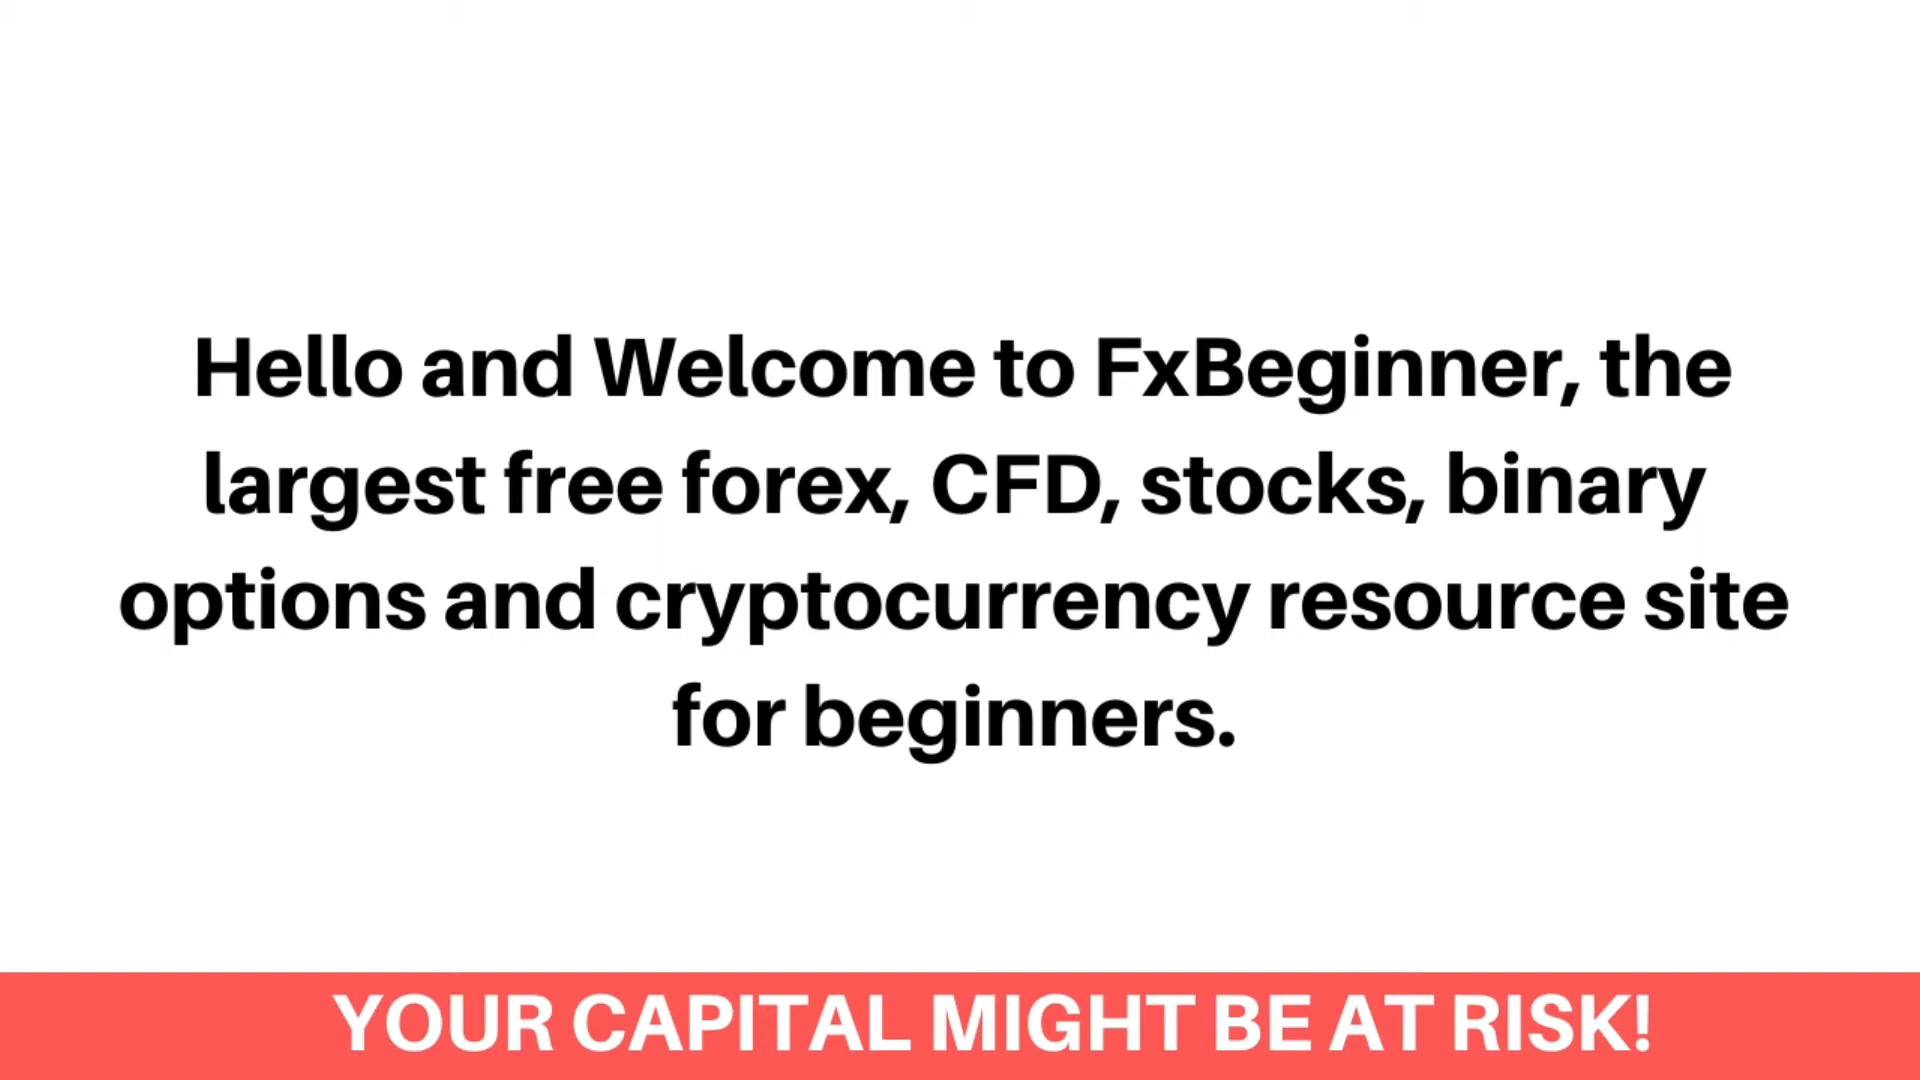 Hello and Welcome to FxBeginner, the
largest free forex, CFD, stocks, binary
options and cryptocurrency resource site
for beginners.
YOUR CAPITAL MIGHT BE AT RISK!